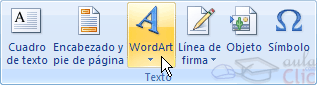 Cuadro de texto
Encabezado y pie de página
WordArt
Línea de firma
Objeto
Símbolo
Texto
aula
Clic